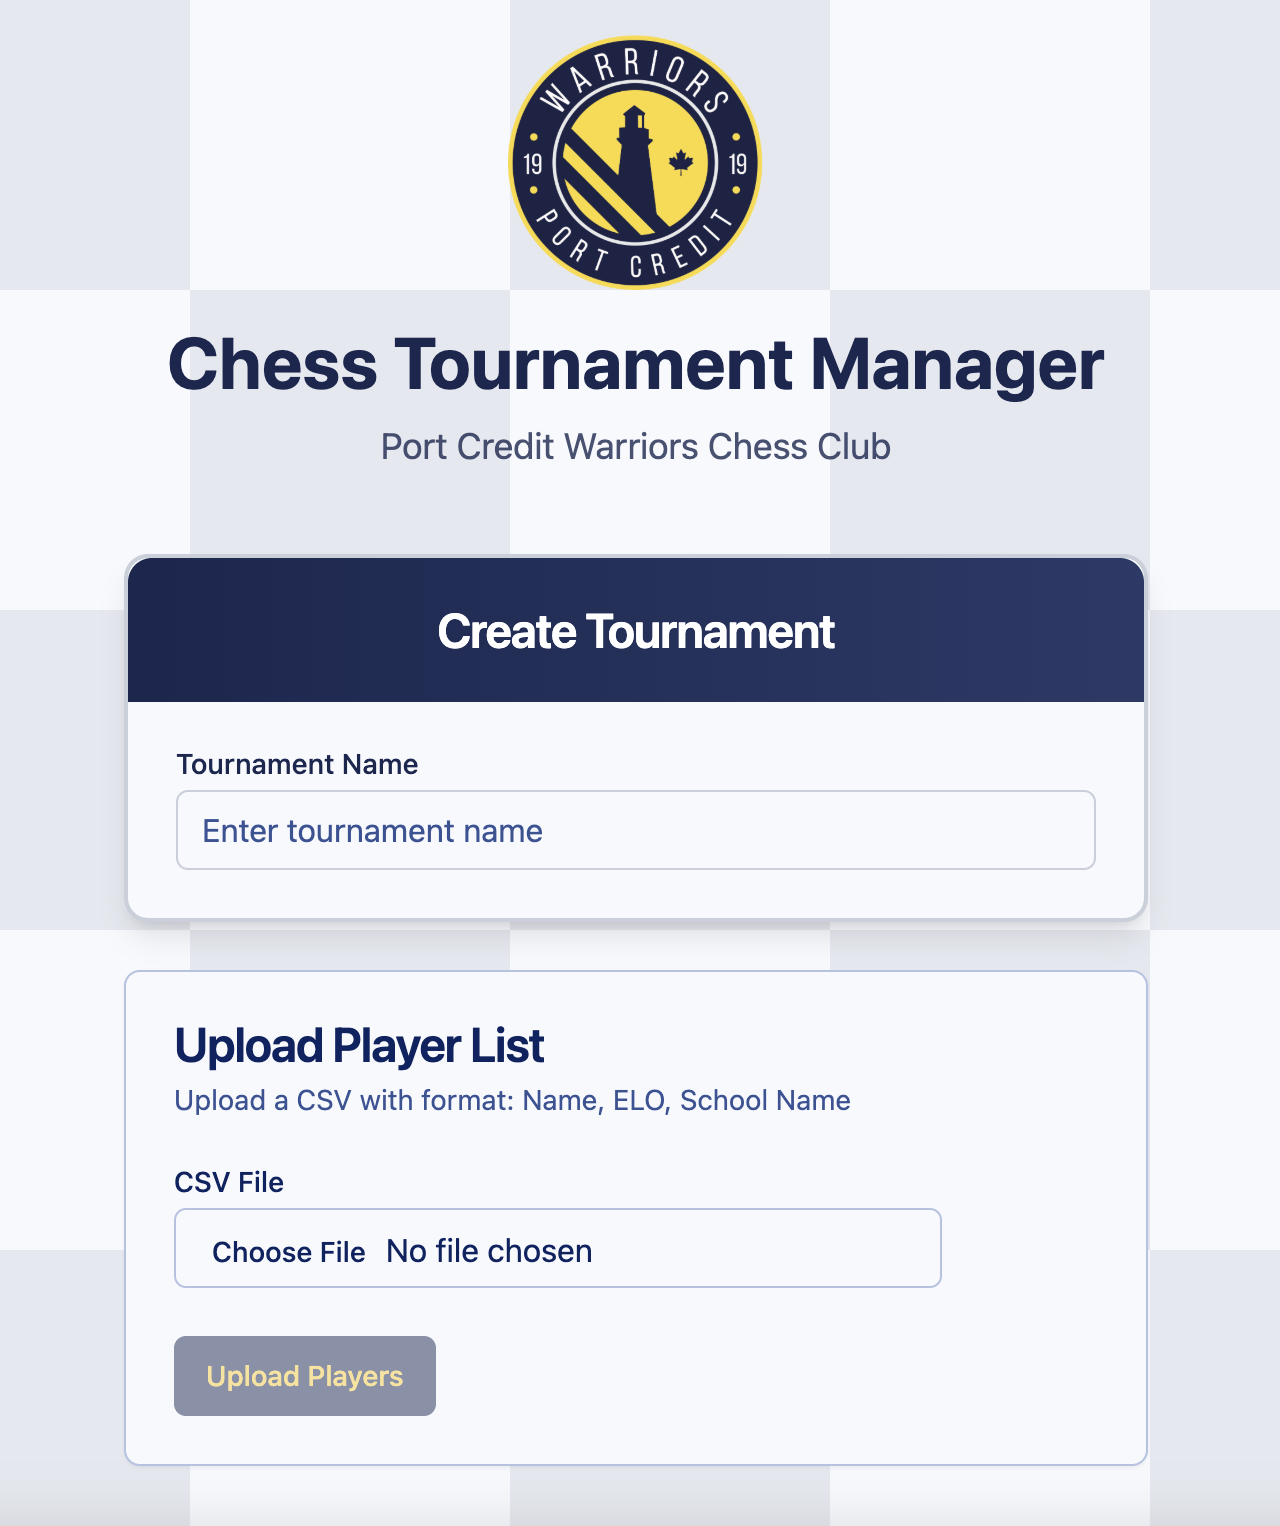 WARRIORS
19 19
PORT CREDIT
Chess Tournament Manager
Port Credit Warriors Chess Club
Create Tournament
Tournament Name
Enter tournament name
Upload Player List
Upload a CSV with format: Name, ELO, School Name
CSV File
Choose File No file chosen
Upload Players